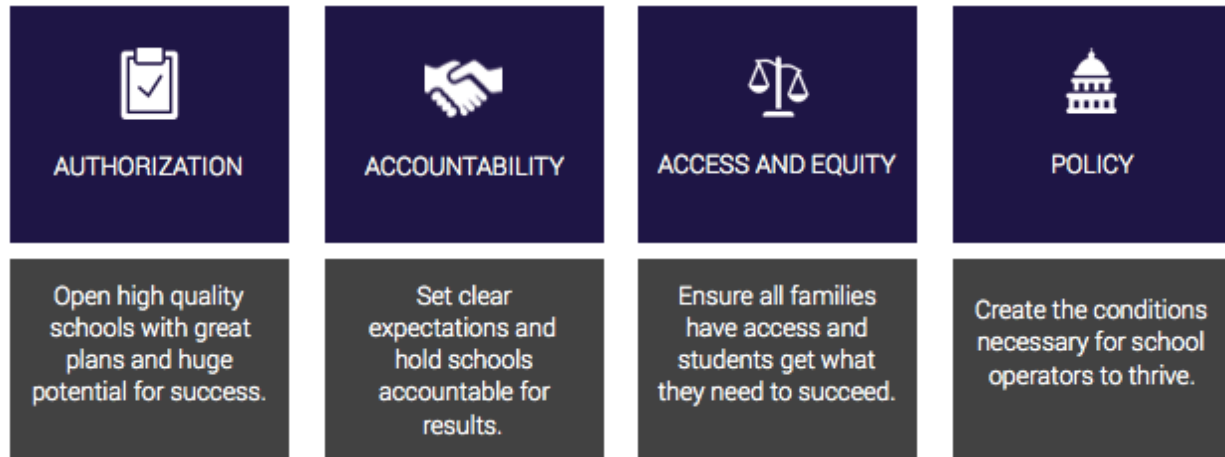 AUTHORIZATION
Open high quality
schools with great
plans and huge
potential for success.
ACCOUNTABILITY
Set clear
expectations and
hold schools
accountable for
results.
ACCESS AND EQUITY
Ensure all families
have access and
students get what
they need to succeed.
POLICY
Create the conditions
necessary for school
operators to thrive.